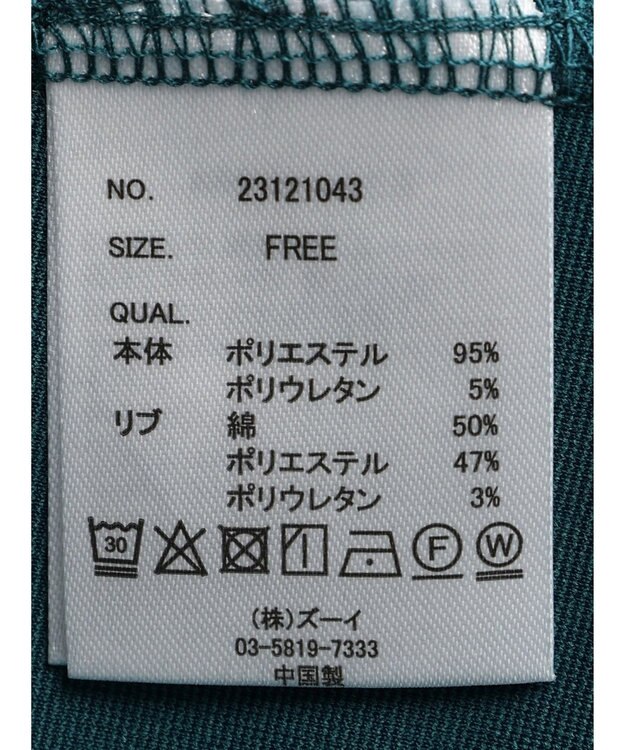 NO. 23121043
SIZE. FREE
QUAL.
本体 ポリエステル 95%
ポリウレタン 5%
リブ 綿 50%
ポリエステル 47%
ポリウレタン 3%
30 F W
(株)ズーイ
03-5819-7333
中国製